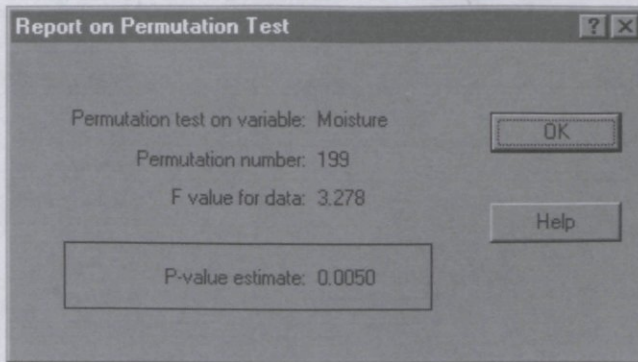 Report on Permutation Test
Permutation test on variable: Moisture
Permutation number: 199
F value for data: 3.278
P-value estimate: 0.0050
OK
Help